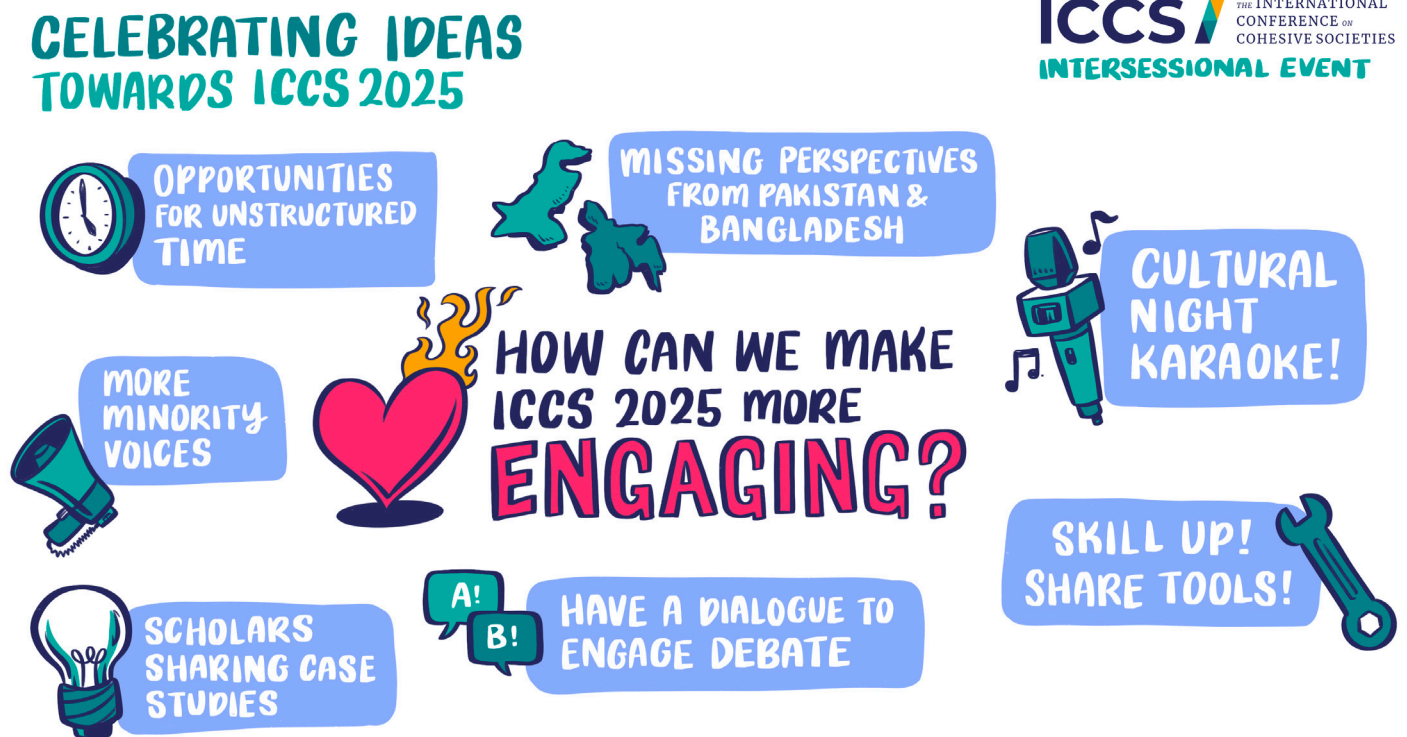 CELEBRATING IDEAS
TOWARDS ICCS 2025
ICCS
THE INTERNATIONAL
CONFERENCE ON
COHESIVE SOCIETIES
INTERSESSIONAL EVENT
OPPORTUNITIES
FOR UNSTRUCTURED
TIME
MISSING PERSPECTIVES
FROM PAKISTAN &
BANGLADESH
CULTURAL
NIGHT
KARAOKE!
MORE
MINORITY
VOICES
HOW CAN WE MAKE
ICCS 2025 MORE
ENGAGING?
SKILL UP!
SHARE TOOLS!
SCHOLARS
SHARING CASE
STUDIES
A!
B!
HAVE A DIALOGUE TO
ENGAGE DEBATE